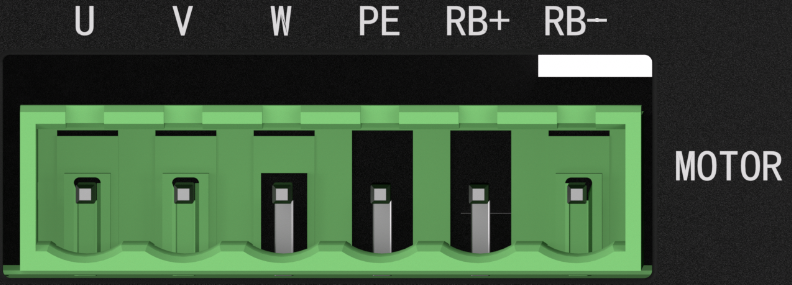 U V W PE RB+ RB-
MOTOR